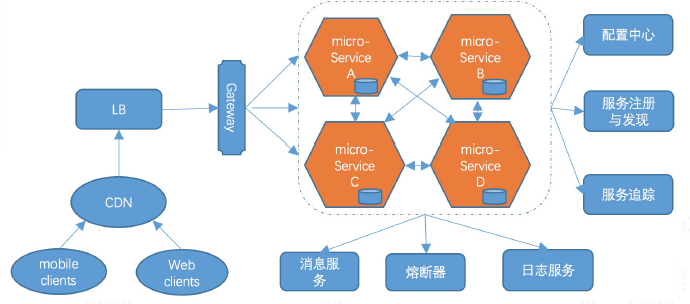 micro-
Service
A
micro-
Service
B
配置中心
Gateway
LB
服务注册
与发现
micro-
Service
C
micro-
Service
D
服务追踪
CDN
mobile
clients
Web
clients
消息服
务
熔断器
日志服务